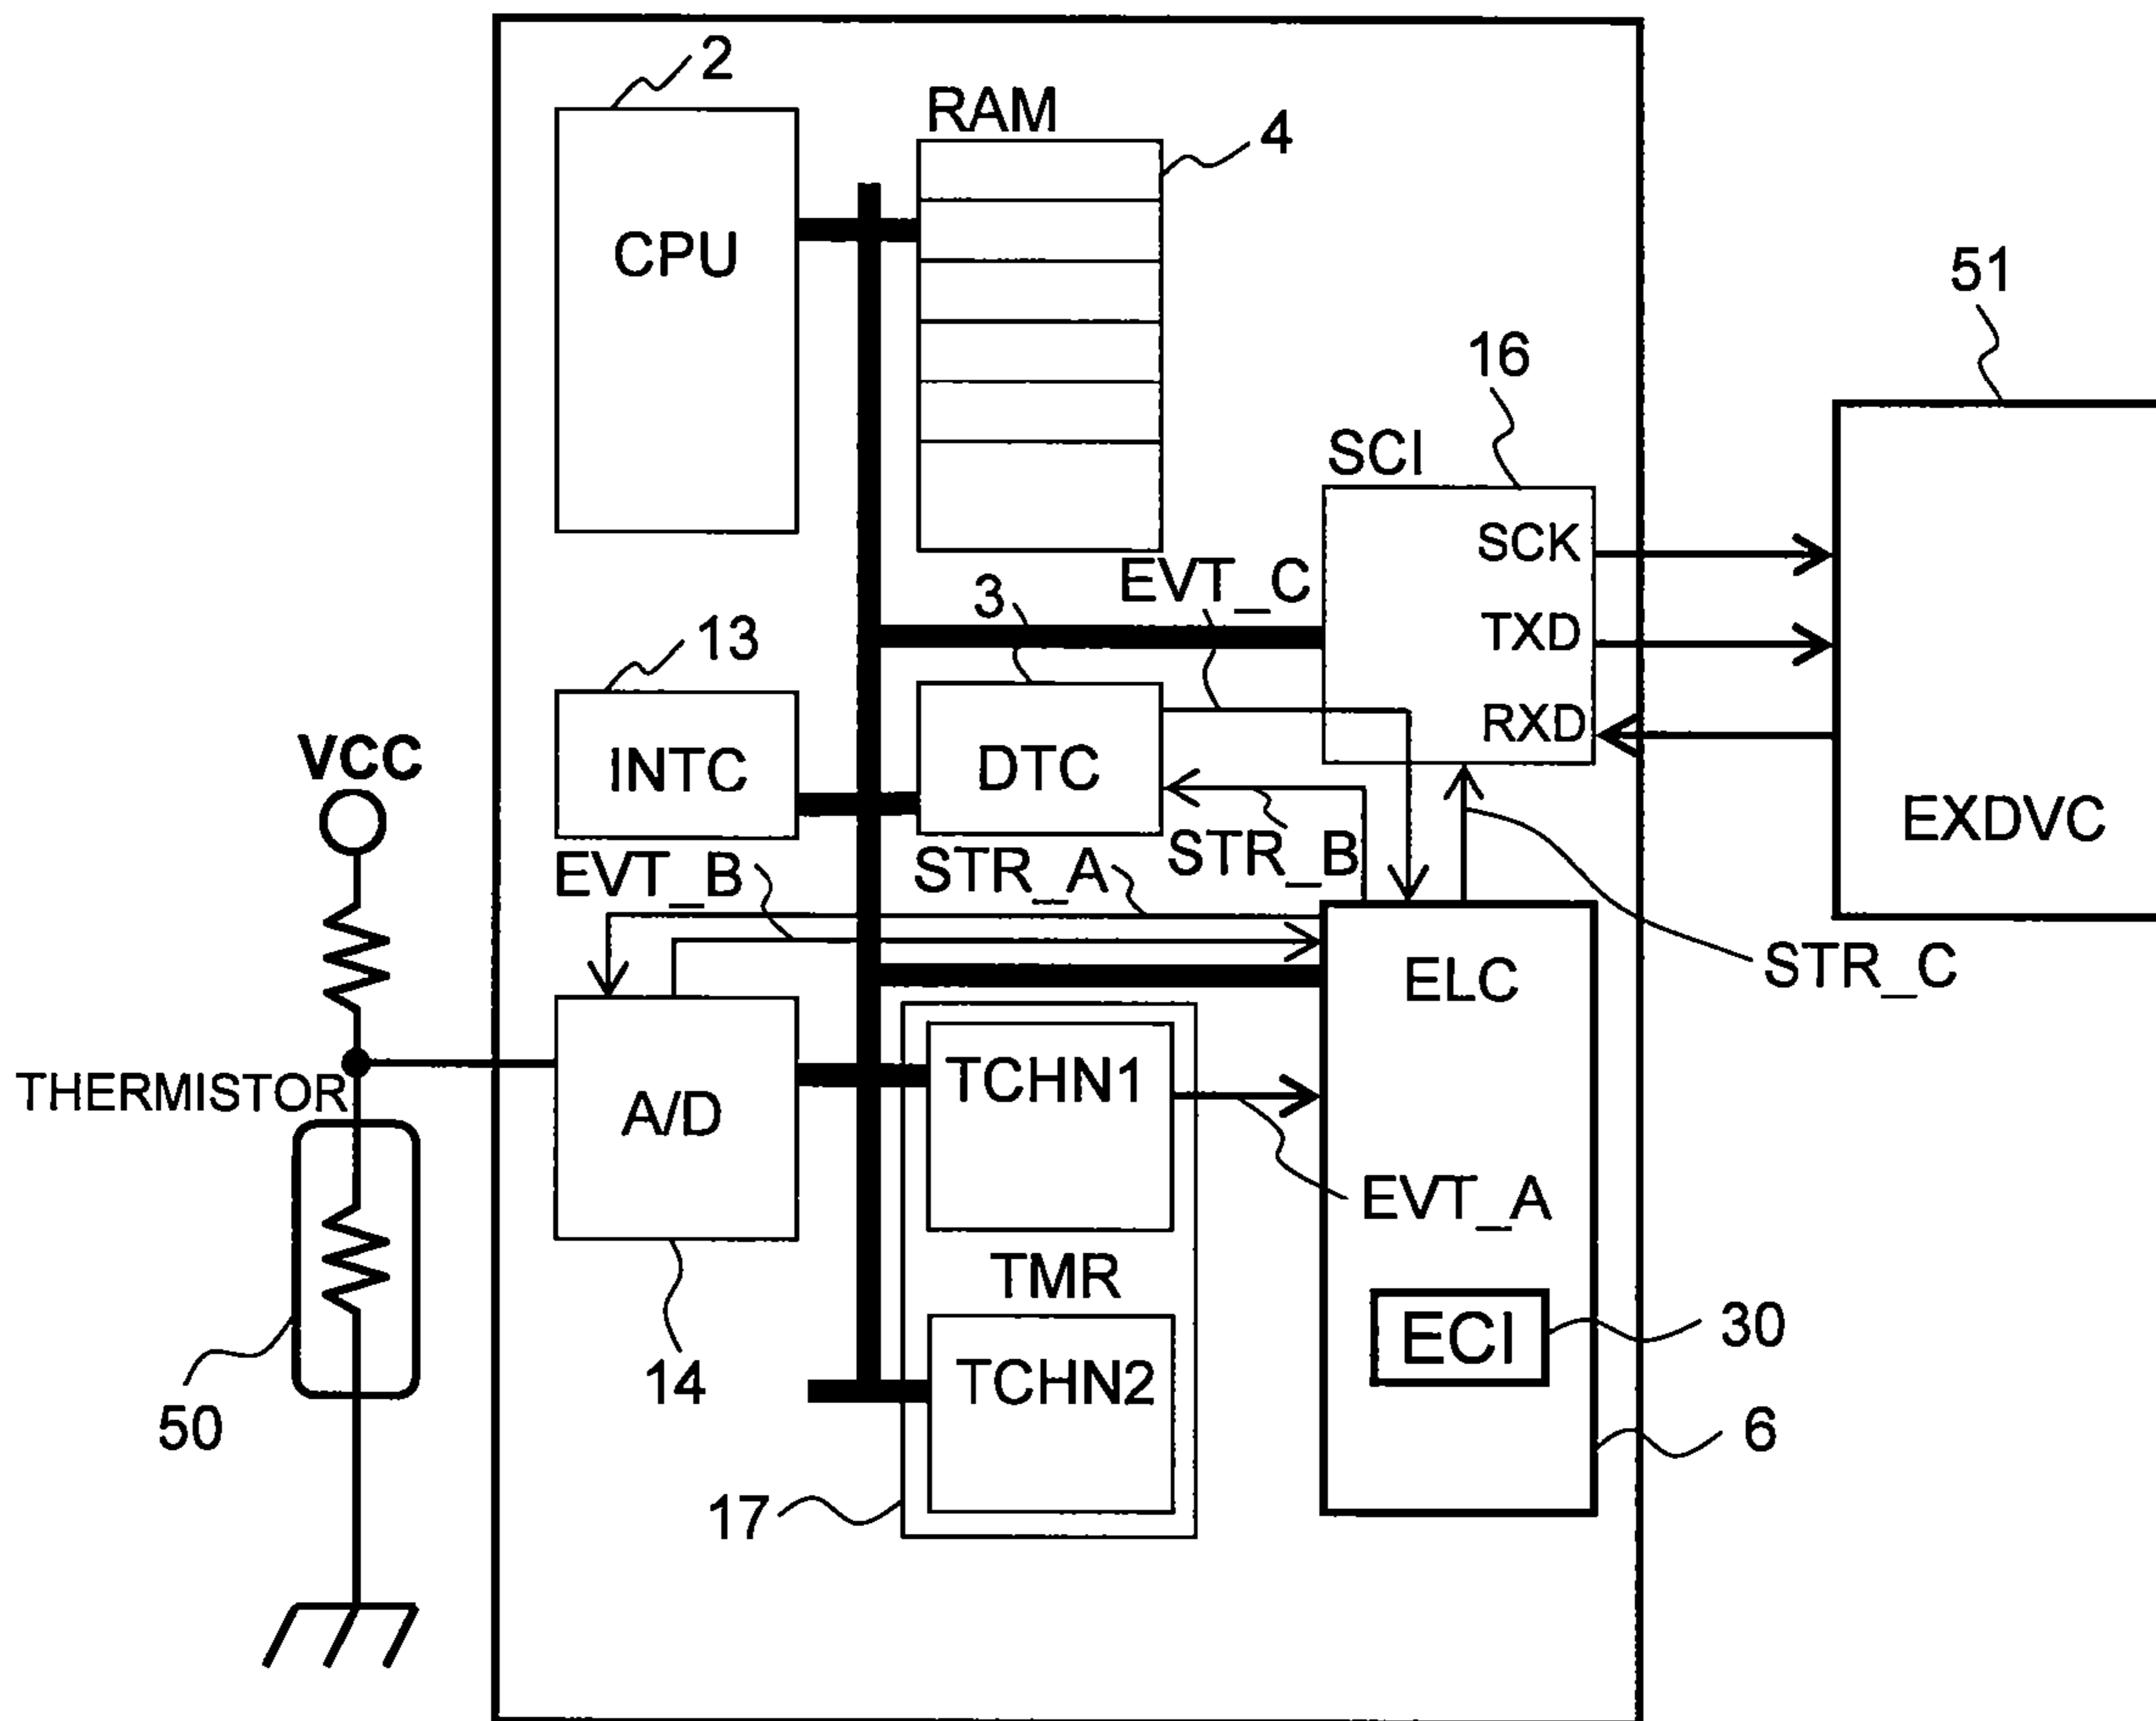 2
RAM
4
CPU
51
16
SCI
SCK
EVT_C
3
TXD
13
RXD
VCC
INTC
DTC
EXDVC
STR_B
EVT_B
STR_A
STR_C
ELC
THERMISTOR
A/D
TCHN1
EVT_A
TMR
ECI
30
14
TCHN2
50
6
17